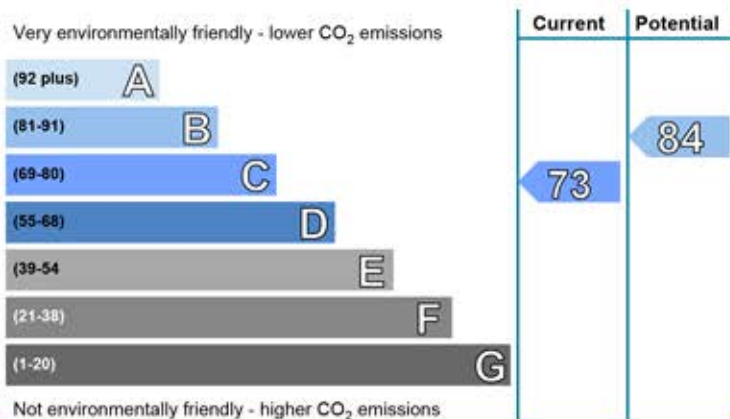 Very environmentally friendly - lower CO₂ emissions
Current Potential
(92 plus) A
(81-91) B
84
(69-80) C
73
(55-68) D
(39-54 E
(21-38) F
(1-20) G
Not environmentally friendly - higher CO₂ emissions